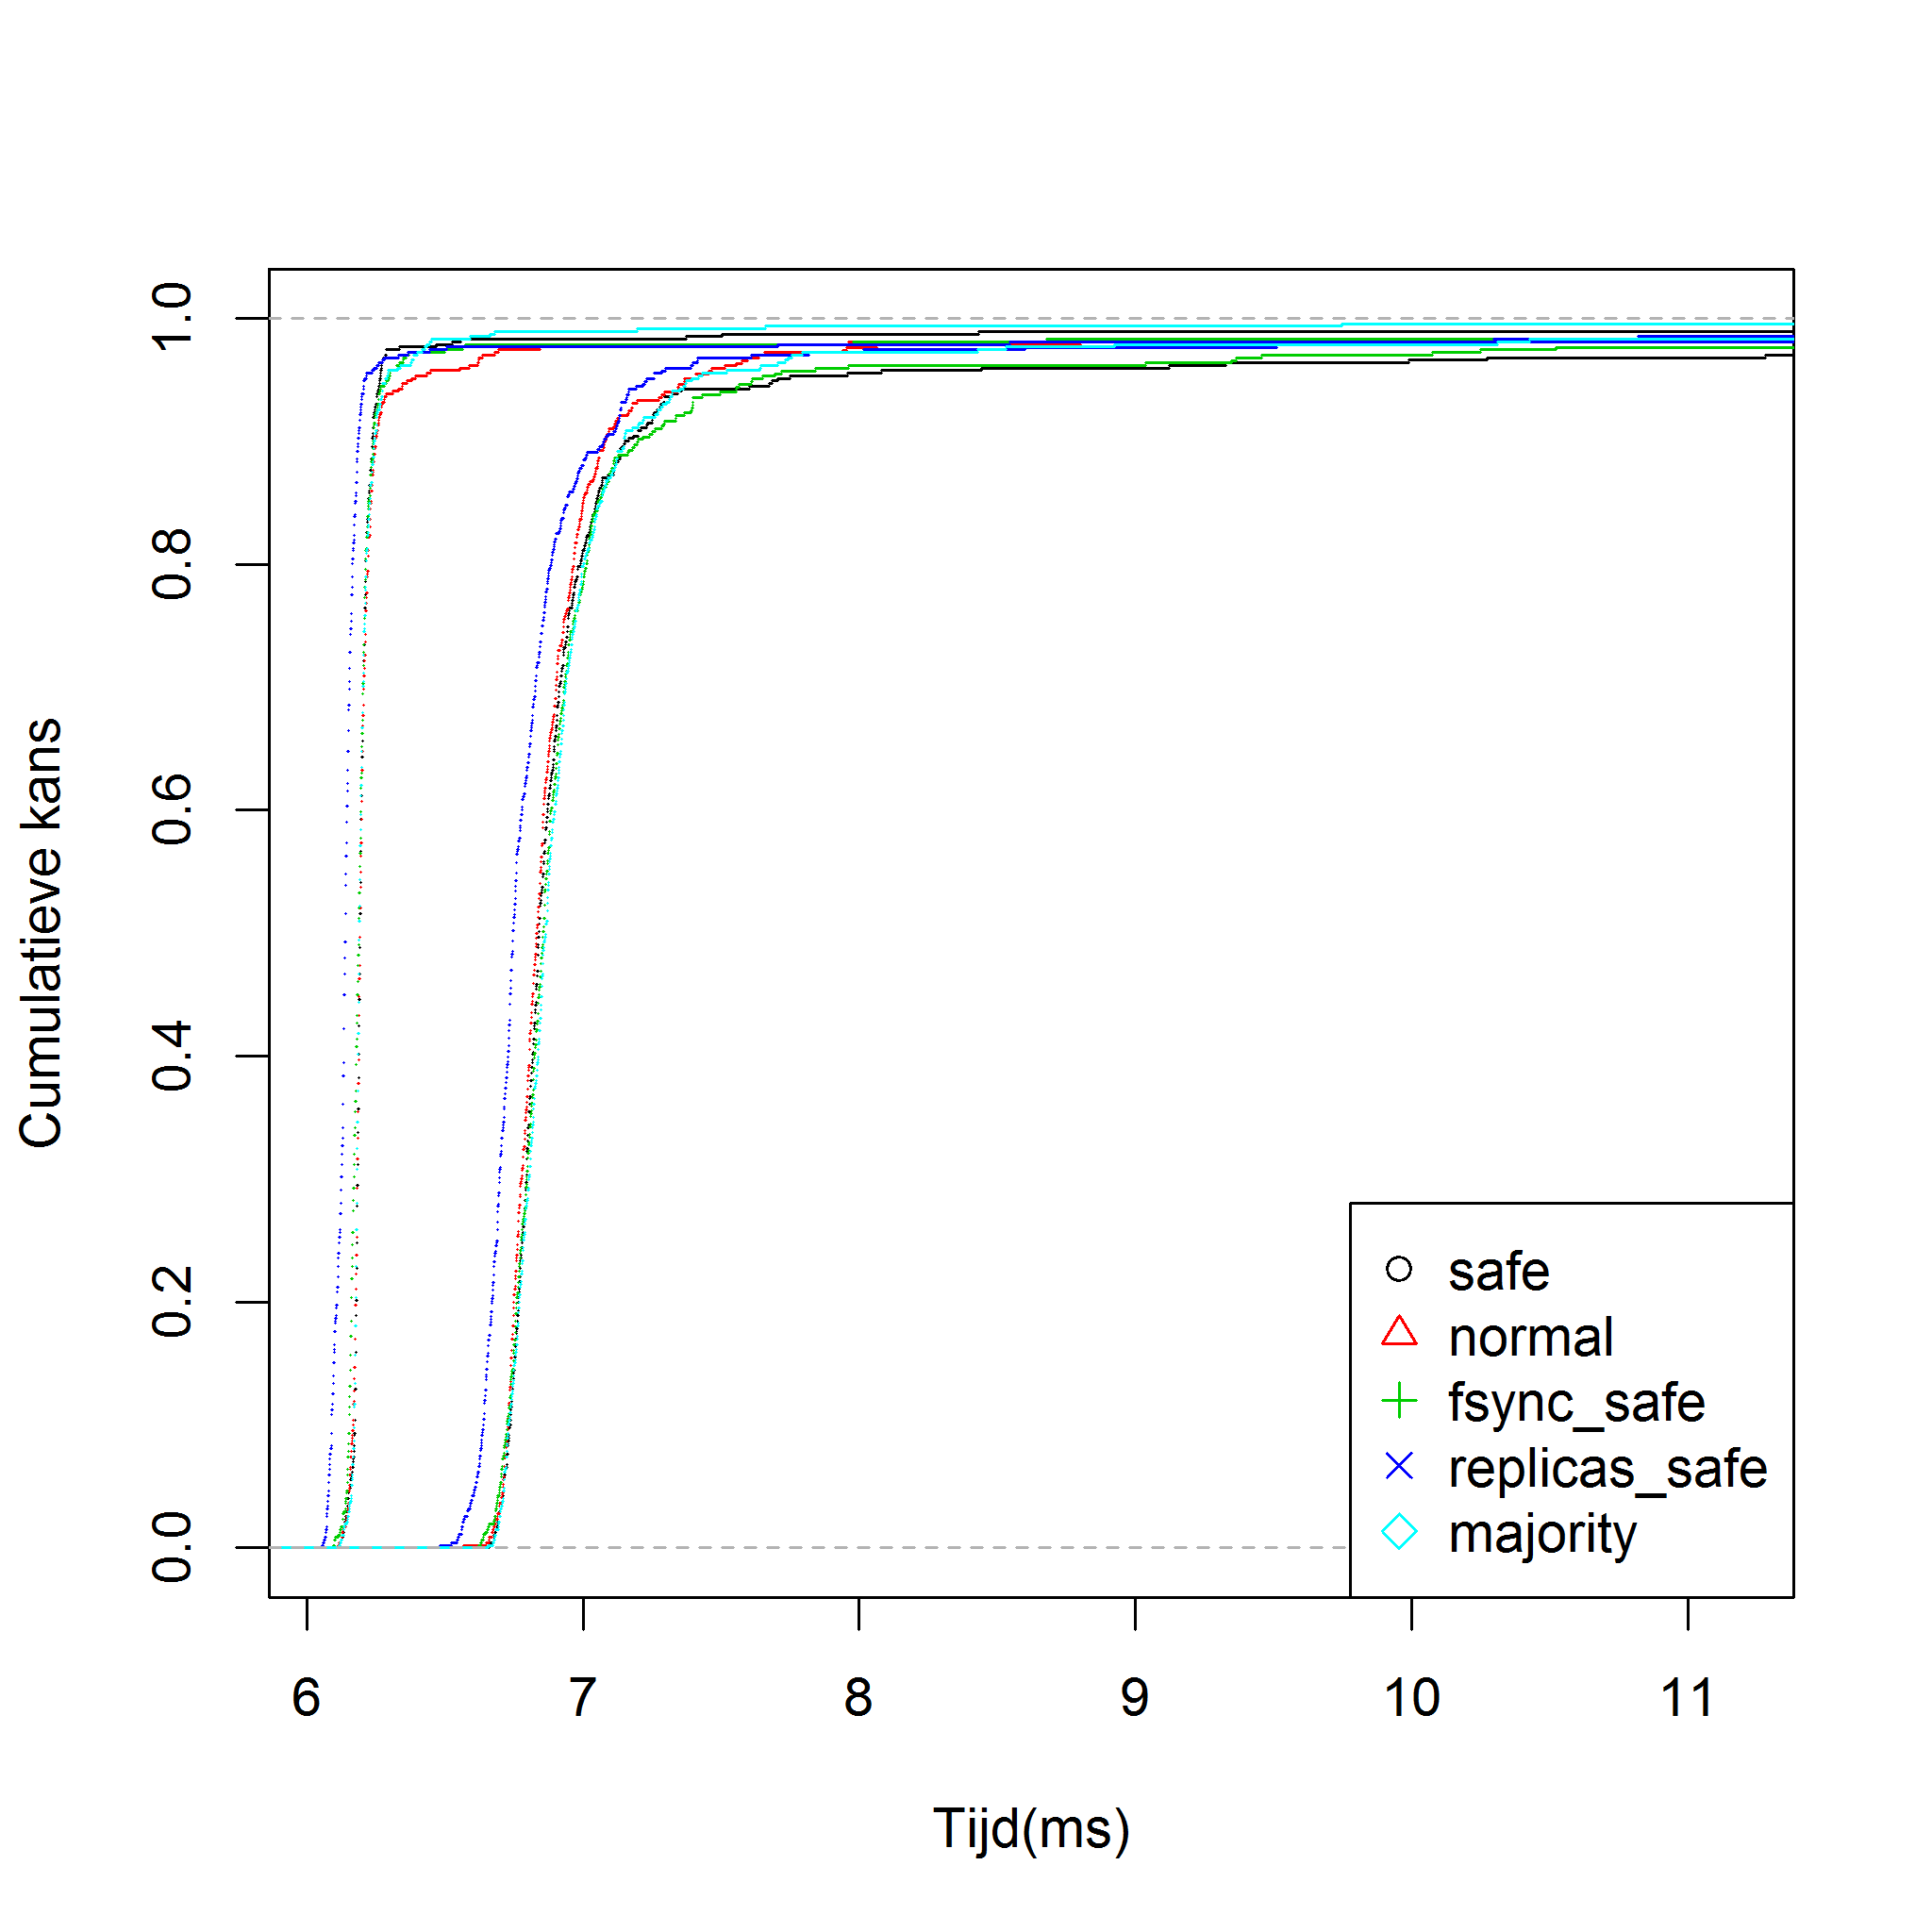 Cumulatieve kans
1.0
0.8
0.6
0.4
0.2
0.0
safe
normal
fsync_safe
replicas_safe
majority
6 7 8 9 10 11
Tijd(ms)